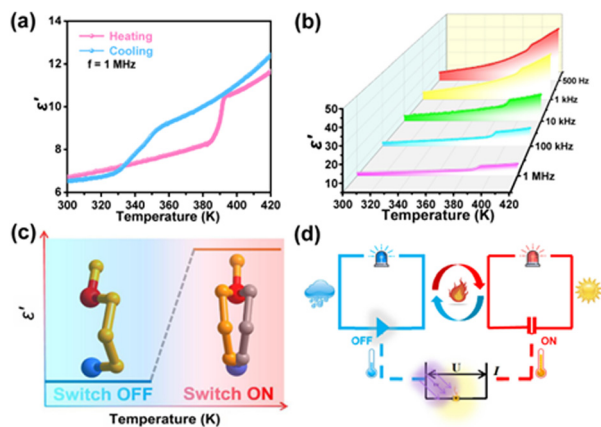 (a)
14
12
10
8
6
ε′
Heating
Cooling
f = 1 MHz
300 320 340 360 380 400 420
Temperature (K)
(b)
50
40
30
20
10
ε′
300 320 340 360 380 400 420
Temperature (K)
500 Hz
1 kHz
10 kHz
100 kHz
1 MHz
(c)
ε′
Switch OFF
Switch ON
Temperature (K)
(d)
OFF
ON
U
I